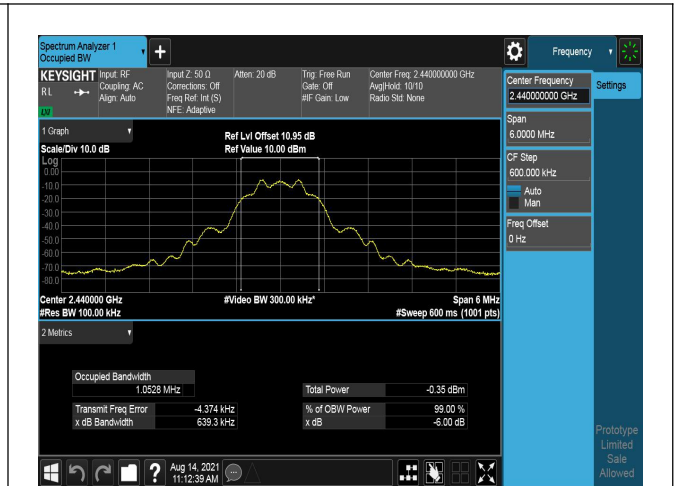 Spectrum Analyzer 1
Occupied BW
Frequency
KEYSIGHT
RL
LXI
Input: RF
Coupling: AC
Align: Auto
Input Z: 50 Ω
Corrections: Off
Freq Ref: Int (S)
NFE: Adaptive
Atten: 20 dB
Trig: Free Run
Gate: Off
#IF Gain: Low
Center Freq: 2.440000000 GHz
Avg|Hold: 10/10
Radio Std: None
Center Frequency
2.440000000 GHz
Settings
Span
6.0000 MHz
CF Step
600.000 kHz
Auto
Man
Freq Offset
0 Hz
1 Graph
Scale/Div 10.0 dB
Ref Lvl Offset 10.95 dB
Ref Value 10.00 dBm
Log
0.00
-10.0
-20.0
-30.0
-40.0
-50.0
-60.0
-70.0
-80.0
Center 2.440000 GHz
#Video BW 300.00 kHz*
Span 6 MHz
#Res BW 100.00 kHz
#Sweep 600 ms (1001 pts)
2 Metrics
Occupied Bandwidth
1.0528 MHz
Total Power -0.35 dBm
Transmit Freq Error -4.374 kHz
% of OBW Power 99.00 %
x dB Bandwidth 639.3 kHz
x dB -6.00 dB
Prototype
Limited
Sale
Allowed
?
Aug 14, 2021
11:12:39 AM